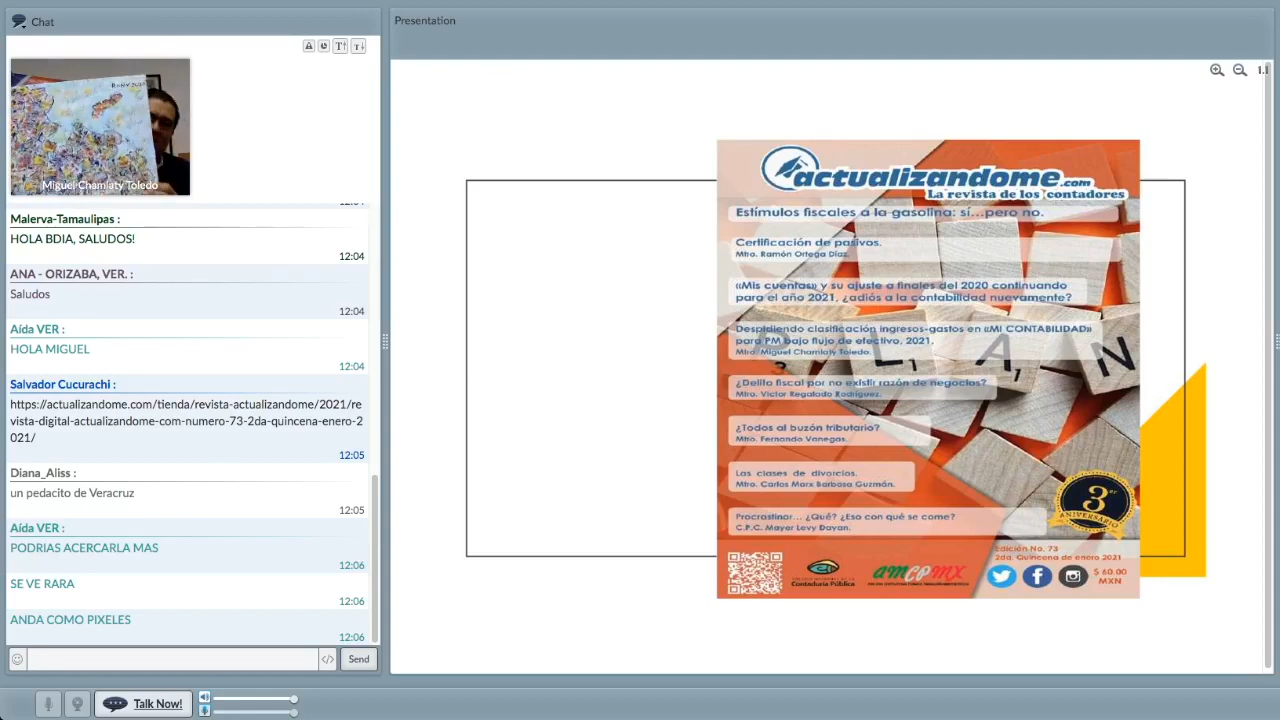 Chat
Miguel Chamlaty Toledo
Malerva-Tamaulipas :
HOLA BDIA, SALUDOS!
12:04
ANA - ORIZABA, VER. :
Saludos
12:04
Aída VER :
HOLA MIGUEL
12:04
Salvador Cucurachi :
https://actualizandome.com/tienda/revista-actualizandome/2021/re
vista-digital-actualizandome-com-numero-73-2da-quincena-enero-2
021/
12:05
Diana_Aliss :
un pedacito de Veracruz
12:05
Aída VER :
PODRIAS ACERCARLA MAS
12:06
SE VE RARA
12:06
ANDA COMO PIXELES
12:06
Send
Talk Now!
Presentation
actualizandome.com
La revista de los contadores
Estímulos fiscales a la gasolina: sí...pero no.
Certificación de pasivos.
Mtro. Ramón Ortega Díaz.
«Mis cuentas» y su ajuste a finales del 2020 continuando
para el año 2021, ¿adiós a la contabilidad nuevamente?
Despidiendo clasificación ingresos-gastos en «MI CONTABILIDAD»
para PM bajo flujo de efectivo, 2021.
Mtro. Miguel Chamlaty Toledo.
PLAN
¿Delito fiscal por no existir razón de negocios?
Mtro. Víctor Regalado Rodríguez.
¿Todos al buzón tributario?
Mtro. Fernando Vanegas.
Las clases de divorcios.
Mtro. Carlos Marx Barbosa Guzmán.
Procrastinar... ¿Qué? ¿Eso con qué se come?
C.P.C. Mayer Levy Dayan.
3er
ANIVERSARIO
Edición No. 73
2da. Quincena de enero 2021
Contaduría Pública
amcpmx
$ 60.00
MXN